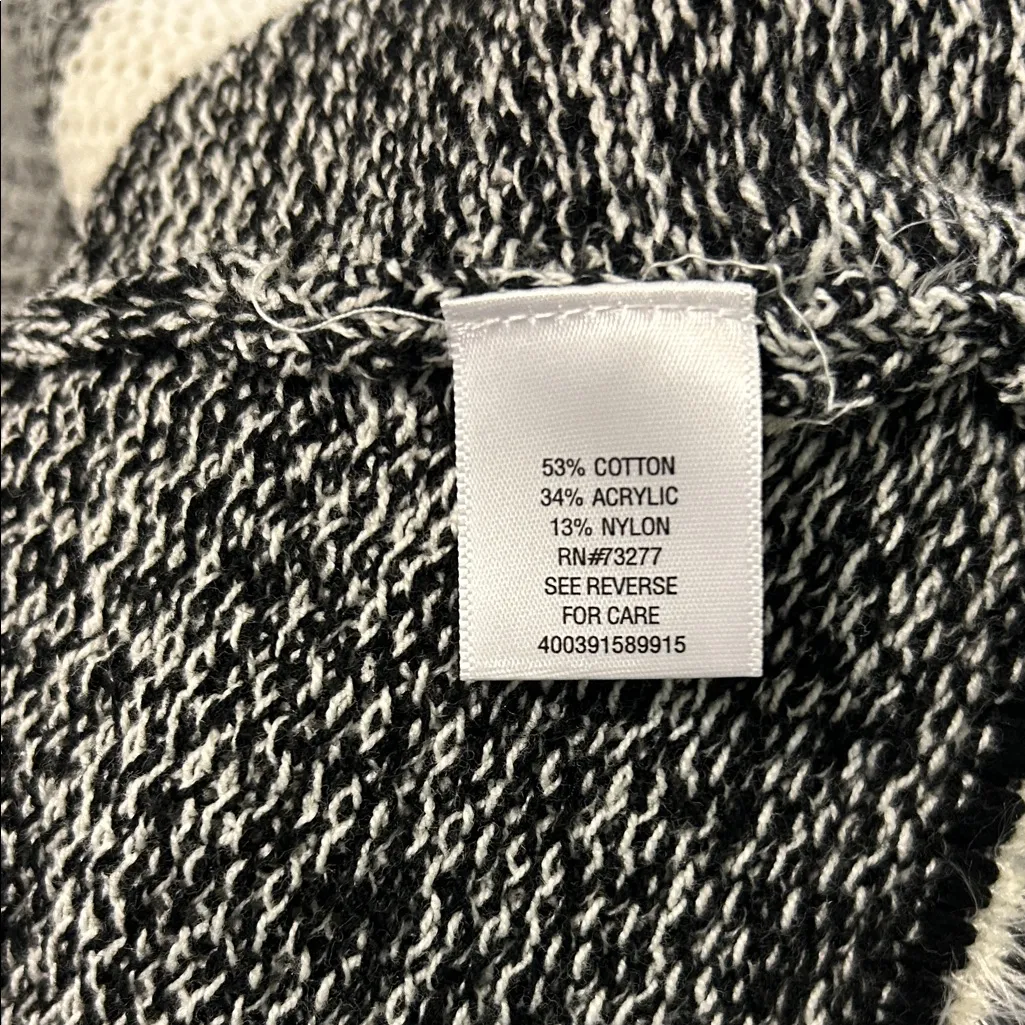 53% COTTON
34% ACRYLIC
13% NYLON
RN#73277
SEE REVERSE
FOR CARE
400391589915